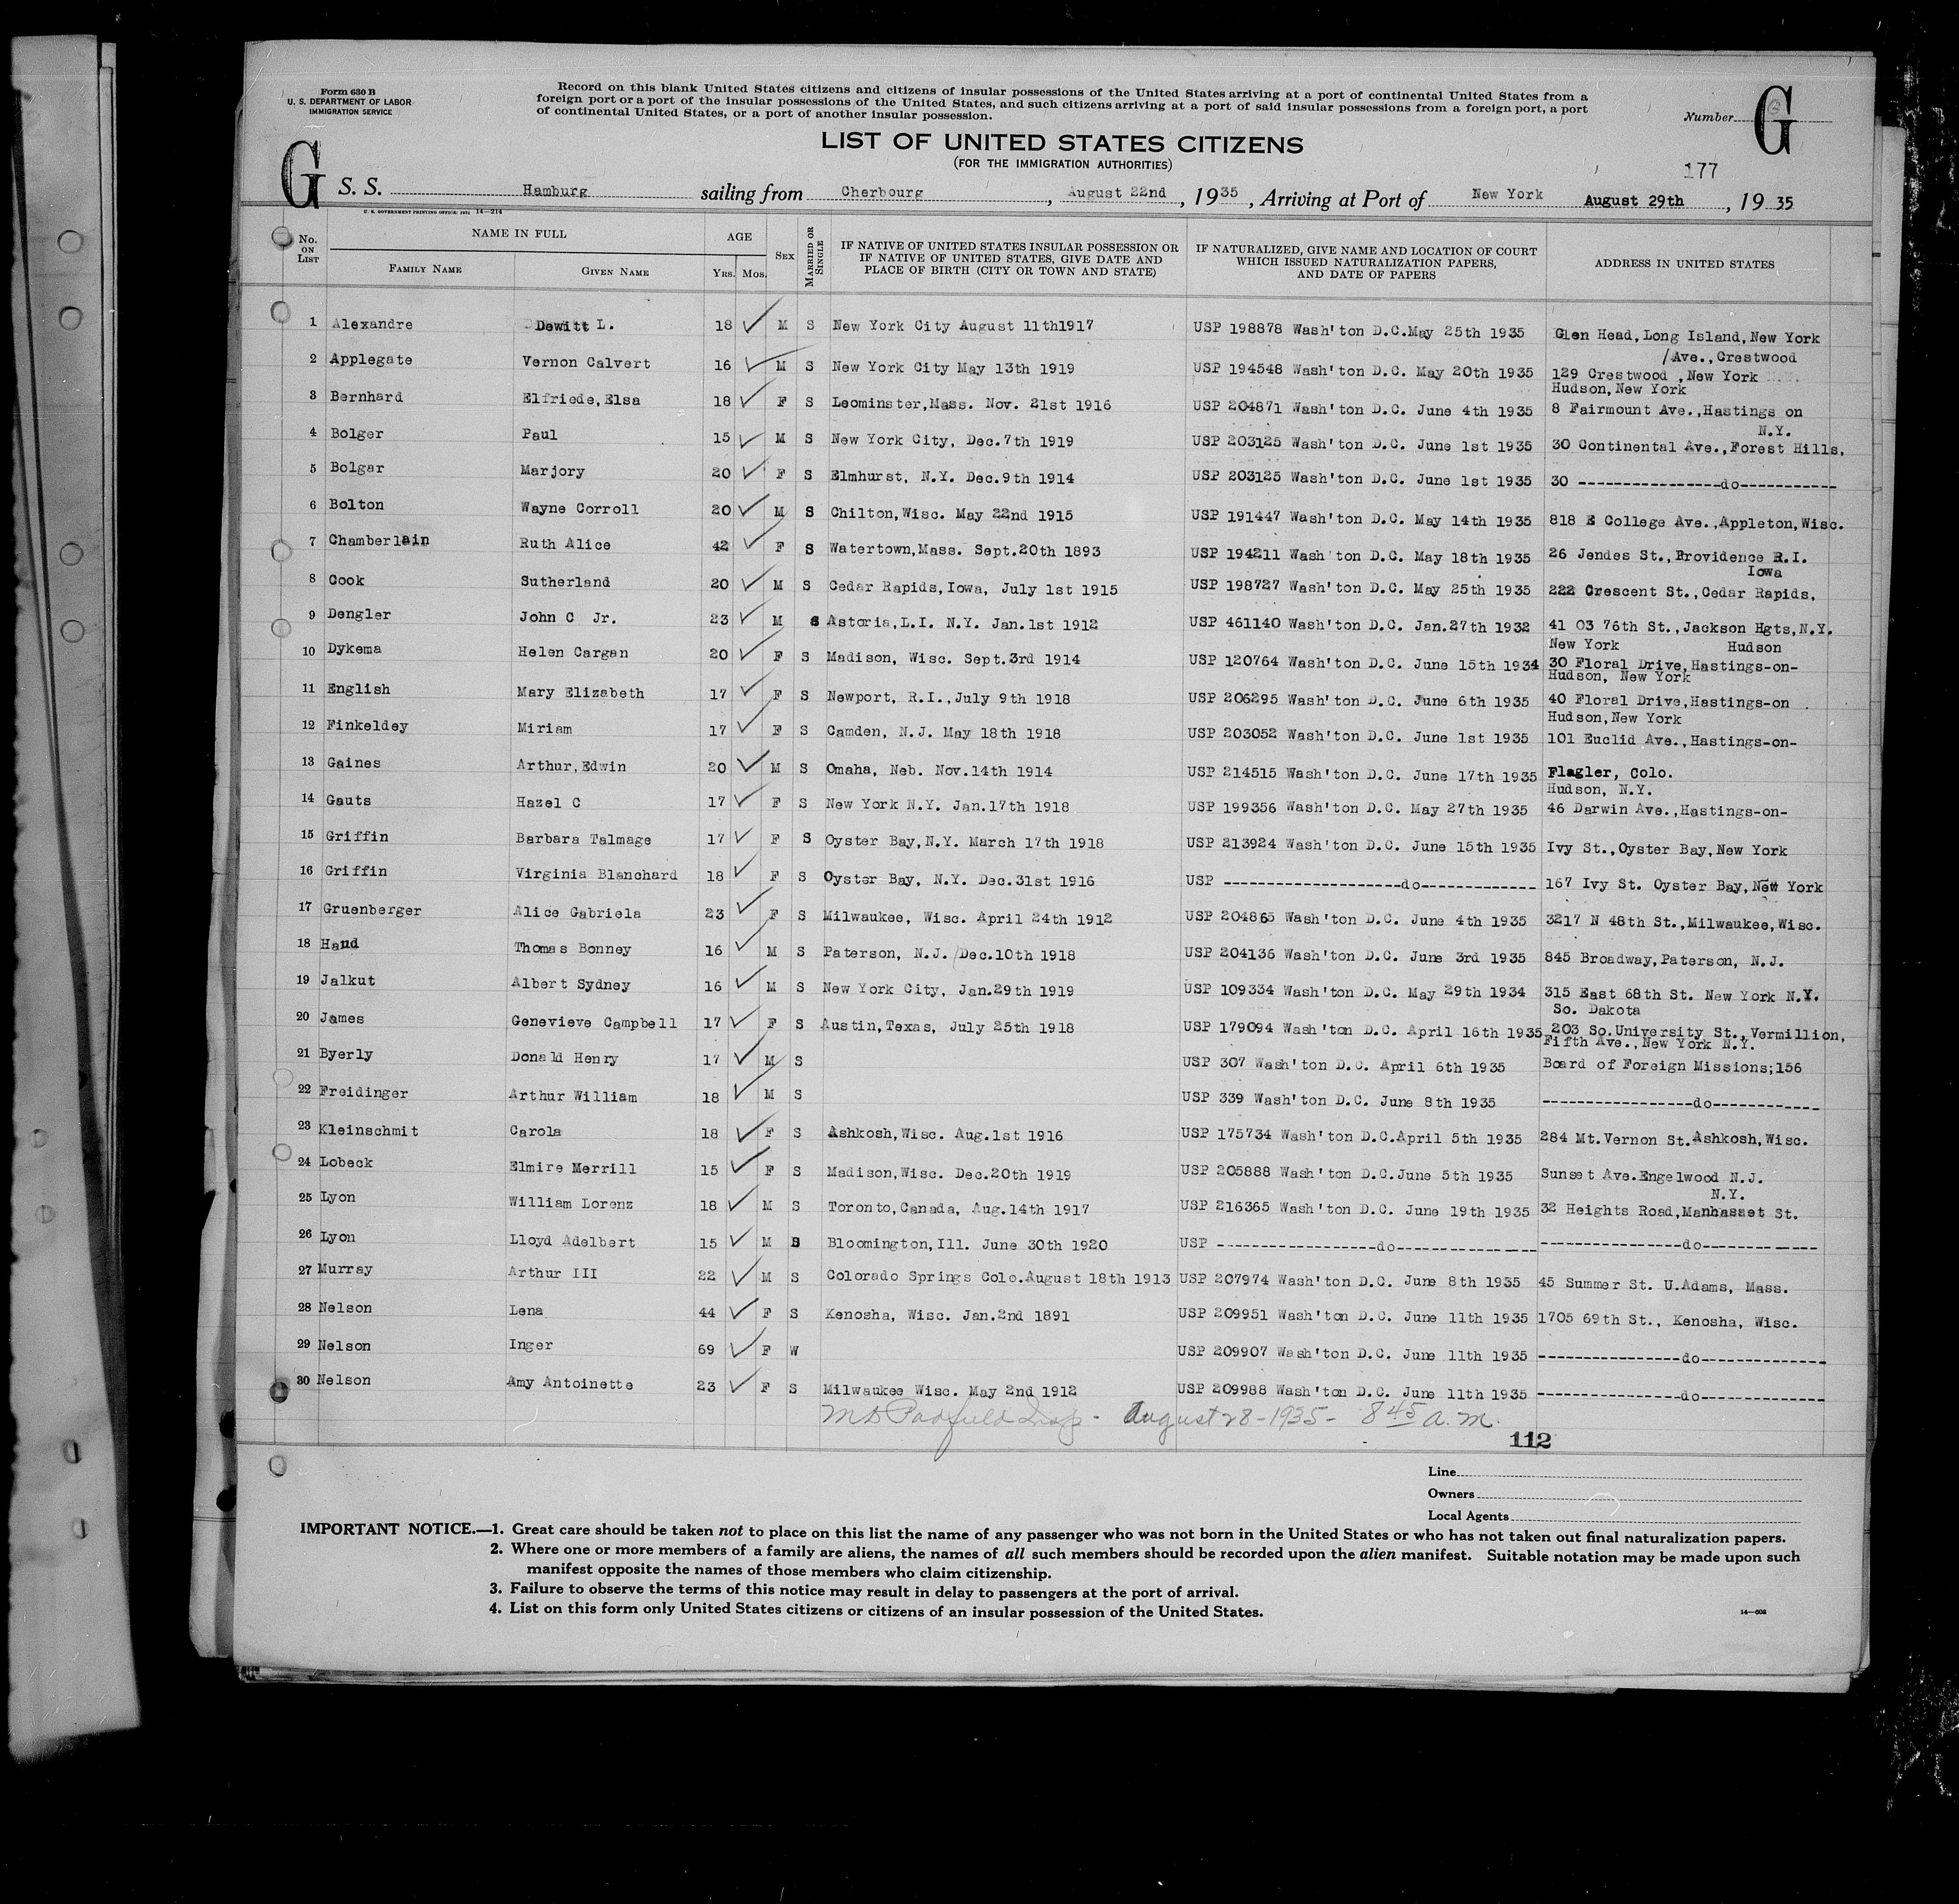 Form 630 B
U. S. DEPARTMENT OF LABOR
IMMIGRATION SERVICE
Record on this blank United States citizens and citizens of insular possessions of the United States arriving at a port of continental United States from a
foreign port or a port of the insular possessions of the United States, and such citizens arriving at a port of said insular possessions from a foreign port, a port
of continental United States, or a port of another insular possession.
Number G
LIST OF UNITED STATES CITIZENS
(FOR THE IMMIGRATION AUTHORITIES)
177
G S. S. Hamburg sailing from Cherbourg, August 22nd, 1935, Arriving at Port of New York August 29th, 1935
U. S. GOVERNMENT PRINTING OFFICE: 1931 14—214
No. ON LIST NAME IN FULL FAMILY NAME GIVEN NAME AGE Yrs. Mos. SEX MARRIED OR SINGLE IF NATIVE OF UNITED STATES INSULAR POSSESSION OR IF NATIVE OF UNITED STATES, GIVE DATE AND PLACE OF BIRTH (CITY OR TOWN AND STATE) IF NATURALIZED, GIVE NAME AND LOCATION OF COURT WHICH ISSUED NATURALIZATION PAPERS, AND DATE OF PAPERS ADDRESS IN UNITED STATES
1 Alexandre Dewitt L. 18 M S New York City August 11th1917 USP 198878 Wash'ton D.C.May 25th 1935 Glen Head,Long Island,New York
/Ave.,Crestwood
2 Applegate Vernon Calvert 16 M S New York City May 13th 1919 USP 194548 Wash'ton D.C. May 20th 1935 129 Crestwood ,New York
Hudson,New York
3 Bernhard Elfriede,Elsa 18 F S Leominster,Mass. Nov. 21st 1916 USP 204871 Wash'ton D.C. June 4th 1935 8 Fairmount Ave.,Hastings on
N.Y.
4 Bolger Paul 15 M S New York City, Dec.7th 1919 USP 203125 Wash'ton D.C. June 1st 1935 30 Continental Ave.,Forest Hills,
5 Bolgar Marjory 20 F S Elmhurst, N.Y. Dec.9th 1914 USP 203125 Wash'ton D.C. June 1st 1935 30 ----------------do-----------
6 Bolton Wayne Corroll 20 M S Chilton,Wisc. May 22nd 1915 USP 191447 Wash'ton D.C. May 14th 1935 818 E College Ave.,Appleton,Wisc.
7 Chamberlain Ruth Alice 42 F S Watertown,Mass. Sept.20th 1893 USP 194211 Wash'ton D.C. May 18th 1935 26 Jendes St.,Providence R.I.
Iowa
8 Cook Sutherland 20 M S Cedar Rapids,Iowa, July 1st 1915 USP 198727 Wash'ton D.C. May 25th 1935 222 Crescent St.,Cedar Rapids,
9 Dengler John C Jr. 23 M S Astoria,L.I. N.Y. Jan.1st 1912 USP 461140 Wash'ton D.C. Jan.27th 1932 41 03 76th St.,Jackson Hgts,N.Y.
New York Hudson
10 Dykema Helen Cargan 20 F S Madison, Wisc. Sept.3rd 1914 USP 120764 Wash'ton D.C. June 15th 1934 30 Floral Drive,Hastings-on-
Hudson, New York
11 English Mary Elizabeth 17 F S Newport, R.I.,July 9th 1918 USP 206295 Wash'ton D.C. June 6th 1935 40 Floral Drive,Hastings-on
Hudson,New York
12 Finkeldey Miriam 17 F S Camden, N.J. May 18th 1918 USP 203052 Wash'ton D.C. June 1st 1935 101 Euclid Ave.,Hastings-on-
13 Gaines Arthur,Edwin 20 M S Omaha, Neb. Nov.14th 1914 USP 214515 Wash'ton D.C. June 17th 1935 Flagler, Colo.
Hudson, N.Y.
14 Gauts Hazel C 17 F S New York N.Y. Jan.17th 1918 USP 199356 Wash'ton D.C. May 27th 1935 46 Darwin Ave.,Hastings-on-
15 Griffin Barbara Talmage 17 F S Oyster Bay,N.Y. March 17th 1918 USP 213924 Wash'ton D.C. June 15th 1935 Ivy St.,Oyster Bay,New York
16 Griffin Virginia Blanchard 18 F S Oyster Bay, N.Y. Dec.31st 1916 USP --------------------do------------- 167 Ivy St. Oyster Bay,New York
17 Gruenberger Alice Gabriela 23 F S Milwaukee, Wisc. April 24th 1912 USP 204865 Wash'ton D.C. June 4th 1935 3217 N 48th St.,Milwaukee,Wisc.
18 Hand Thomas Bonney 16 M S Paterson, N.J. Dec.10th 1918 USP 204136 Wash'ton D.C. June 3rd 1935 845 Broadway,Paterson, N.J.
19 Jalkut Albert Sydney 16 M S New York City, Jan.29th 1919 USP 109334 Wash'ton D.C. May 29th 1934 315 East 68th St. New York N.Y.
So. Dakota
20 James Genevieve Campbell 17 F S Austin,Texas, July 25th 1918 USP 179094 Wash'ton D.C. April 16th 1935 203 So.University St.,Vermillion,
Fifth Ave.,New York N.Y.
21 Byerly Donald Henry 17 M S USP 307 Wash'ton D.C. April 6th 1935 Board of Foreign Missions;156
22 Freidinger Arthur William 18 M S USP 339 Wash'ton D.C. June 8th 1935 -----------------do------------
23 Kleinschmit Carola 18 F S Ashkosh,Wisc. Aug.1st 1916 USP 175734 Wash'ton D.C.April 5th 1935 284 Mt.Vernon St.Ashkosh,Wisc.
24 Lobeck Elmire Merrill 15 F S Madison,Wisc. Dec.20th 1919 USP 205888 Wash'ton D.C.June 5th 1935 Sunset Ave.Engelwood N.J.
N.Y.
25 Lyon William Lorenz 18 M S Toronto,Canada, Aug.14th 1917 USP 216365 Wash'ton D.C. June 19th 1935 32 Heights Road,Manhasset St.
26 Lyon Lloyd Adelbert 15 M S Bloomington,Ill. June 30th 1920 USP ------------------do---------------- ----------------do-------------
27 Murray Arthur III 22 M S Colorado Springs Colo.August 18th 1913 USP 207974 Wash'ton D.C. June 8th 1935 45 Summer St. U.Adams, Mass.
28 Nelson Lena 44 F S Kenosha, Wisc. Jan.2nd 1891 USP 209951 Wash'ton D.C. June 11th 1935 1705 69th St., Kenosha, Wisc.
29 Nelson Inger 69 F W USP 209907 Wash'ton D.C. June 11th 1935 ----------------do--------------
30 Nelson Amy Antoinette 23 F S Milwaukee Wisc. May 2nd 1912 USP 209988 Wash'ton D.C. June 11th 1935 ----------------do--------------
August 28-1935- 8 45 a.m.
112
Line
Owners
Local Agents
IMPORTANT NOTICE.—1. Great care should be taken not to place on this list the name of any passenger who was not born in the United States or who has not taken out final naturalization papers.
2. Where one or more members of a family are aliens, the names of all such members should be recorded upon the alien manifest. Suitable notation may be made upon such
manifest opposite the names of those members who claim citizenship.
3. Failure to observe the terms of this notice may result in delay to passengers at the port of arrival.
4. List on this form only United States citizens or citizens of an insular possession of the United States.
14—608